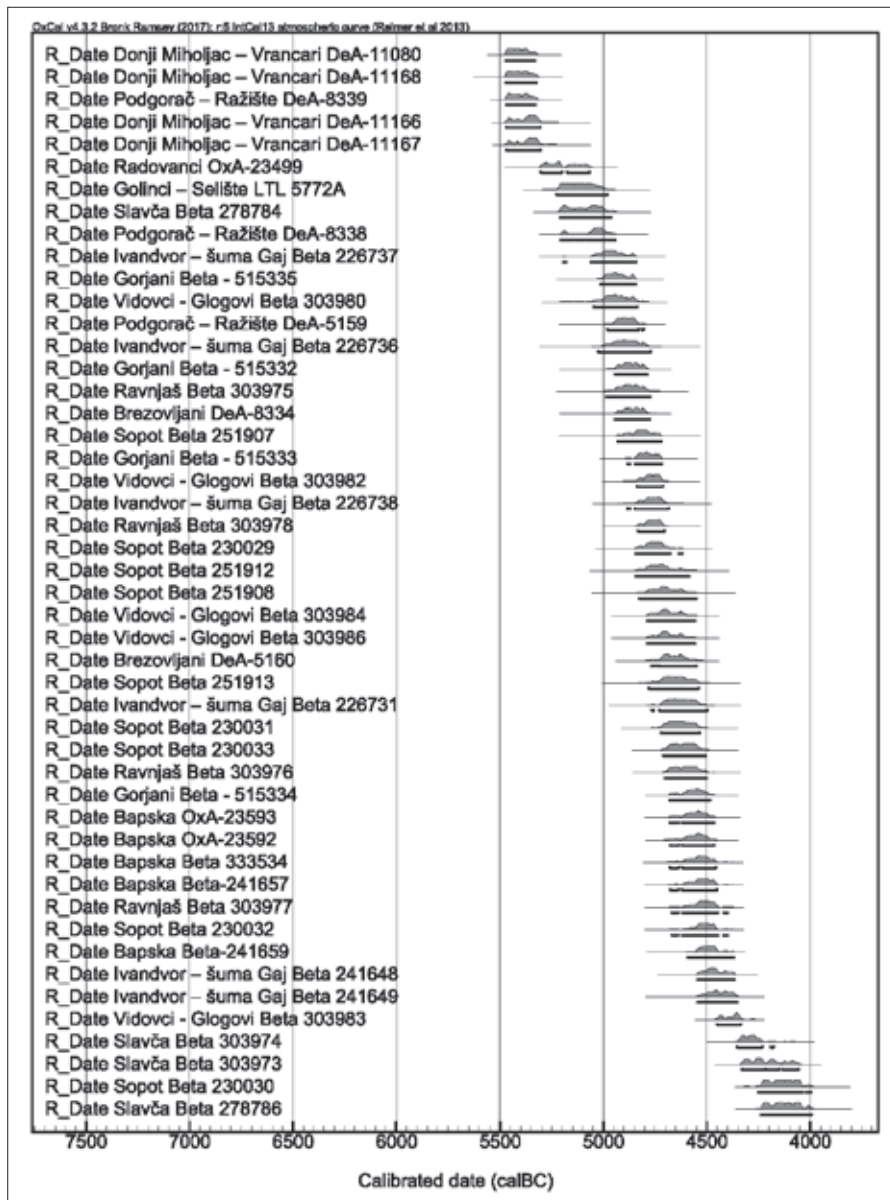 OxCal v4.3.2 Bronk Ramsey (2017); r:5 IntCal13 atmospheric curve (Reimer et al 2013)
R_Date Donji Miholjac – Vrancari DeA-11080
R_Date Donji Miholjac – Vrancari DeA-11168
R_Date Podgorač – Ražište DeA-8339
R_Date Donji Miholjac – Vrancari DeA-11166
R_Date Donji Miholjac – Vrancari DeA-11167
R_Date Radovanci OxA-23499
R_Date Golinci – Selište LTL 5772A
R_Date Slavča Beta 278784
R_Date Podgorač – Ražište DeA-8338
R_Date Ivandvor – šuma Gaj Beta 226737
R_Date Gorjani Beta - 515335
R_Date Vidovci - Glogovi Beta 303980
R_Date Podgorač – Ražište DeA-5159
R_Date Ivandvor – šuma Gaj Beta 226736
R_Date Gorjani Beta - 515332
R_Date Ravnjaš Beta 303975
R_Date Brezovljani DeA-8334
R_Date Sopot Beta 251907
R_Date Gorjani Beta - 515333
R_Date Vidovci - Glogovi Beta 303982
R_Date Ivandvor – šuma Gaj Beta 226738
R_Date Ravnjaš Beta 303978
R_Date Sopot Beta 230029
R_Date Sopot Beta 251912
R_Date Sopot Beta 251908
R_Date Vidovci - Glogovi Beta 303984
R_Date Vidovci - Glogovi Beta 303986
R_Date Brezovljani DeA-5160
R_Date Sopot Beta 251913
R_Date Ivandvor – šuma Gaj Beta 226731
R_Date Sopot Beta 230031
R_Date Sopot Beta 230033
R_Date Ravnjaš Beta 303976
R_Date Gorjani Beta - 515334
R_Date Bapska OxA-23593
R_Date Bapska OxA-23592
R_Date Bapska Beta 333534
R_Date Bapska Beta-241657
R_Date Ravnjaš Beta 303977
R_Date Sopot Beta 230032
R_Date Bapska Beta-241659
R_Date Ivandvor – šuma Gaj Beta 241648
R_Date Ivandvor – šuma Gaj Beta 241649
R_Date Vidovci - Glogovi Beta 303983
R_Date Slavča Beta 303974
R_Date Slavča Beta 303973
R_Date Sopot Beta 230030
R_Date Slavča Beta 278786
7500 7000 6500 6000 5500 5000 4500 4000
Calibrated date (calBC)